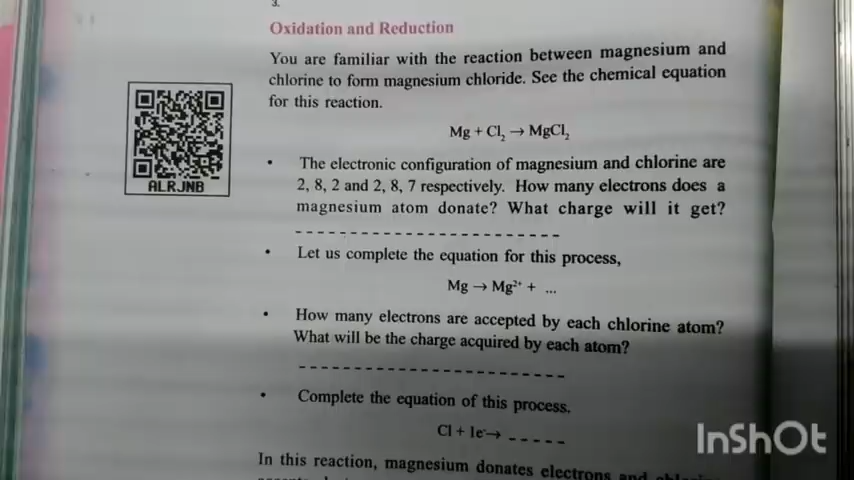 3.
Oxidation and Reduction
You are familiar with the reaction between magnesium and
chlorine to form magnesium chloride. See the chemical equation
for this reaction.
Mg + Cl₂ → MgCl₂
• The electronic configuration of magnesium and chlorine are
2, 8, 2 and 2, 8, 7 respectively. How many electrons does a
magnesium atom donate? What charge will it get?
• Let us complete the equation for this process,
Mg → Mg²⁺ + ...
• How many electrons are accepted by each chlorine atom?
What will be the charge acquired by each atom?
• Complete the equation of this process.
Cl + 1e⁻→ _ _ _ _ _
In this reaction, magnesium donates electrons and
ALRJNB
InShOt